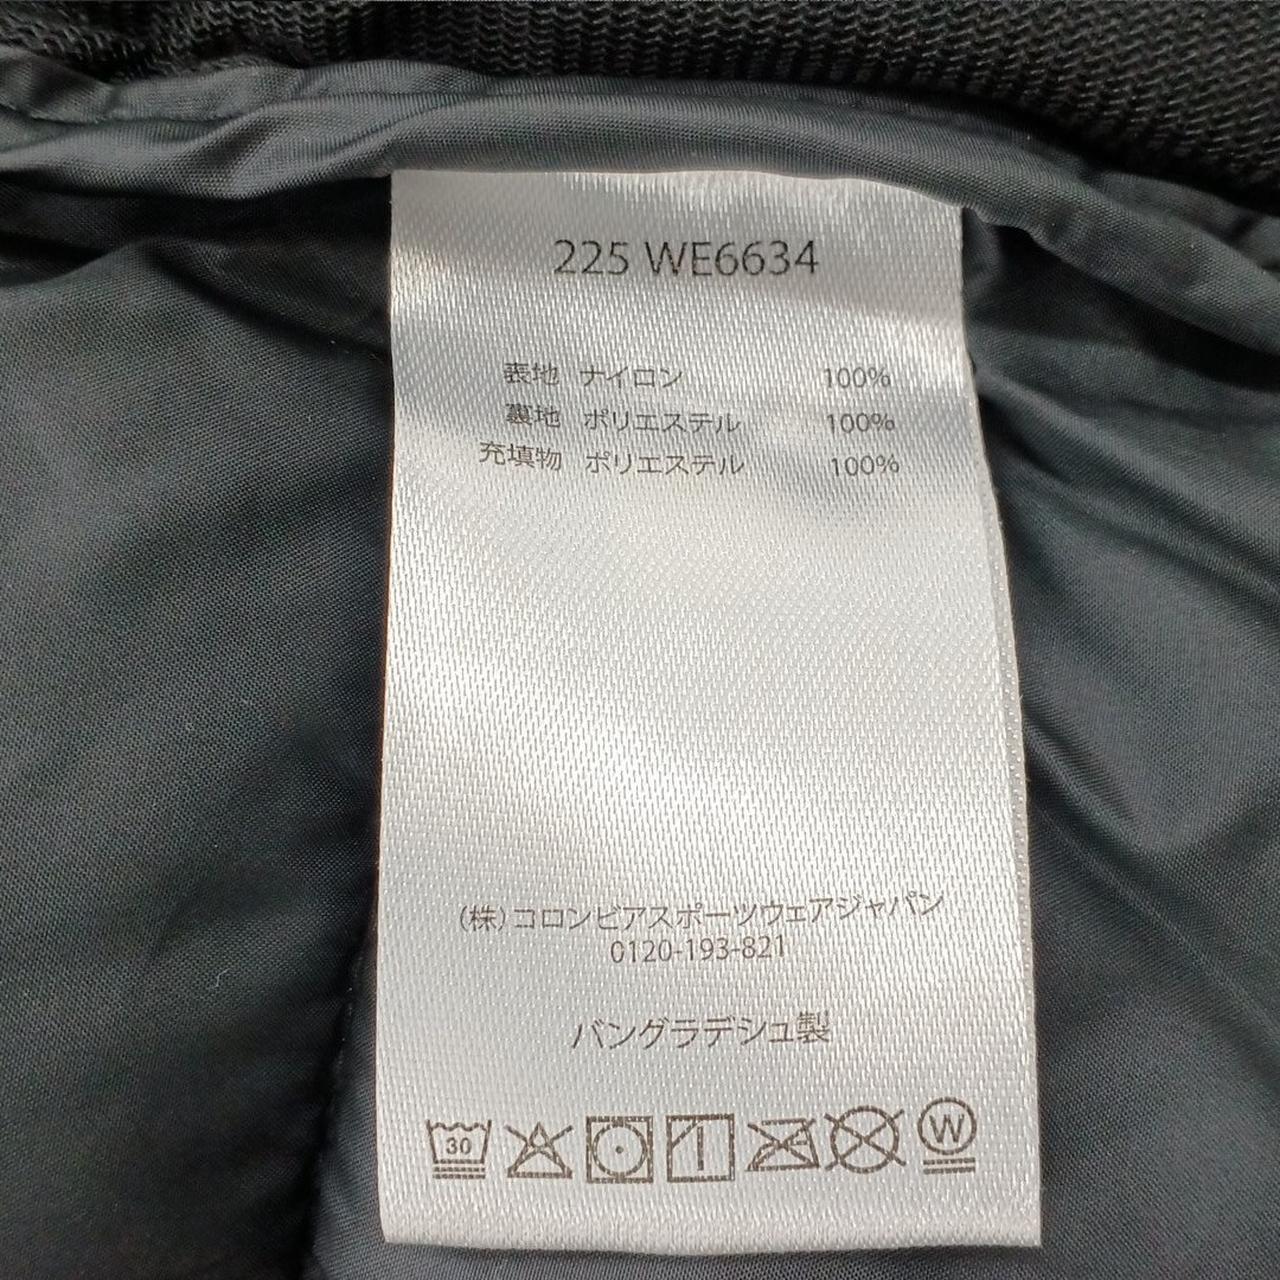 225 WE6634
表地 ナイロン 100%
裏地 ポリエステル 100%
充填物 ポリエステル 100%
(株)コロンビアスポーツウェアジャパン
0120-193-821
バングラデシュ製
30 W